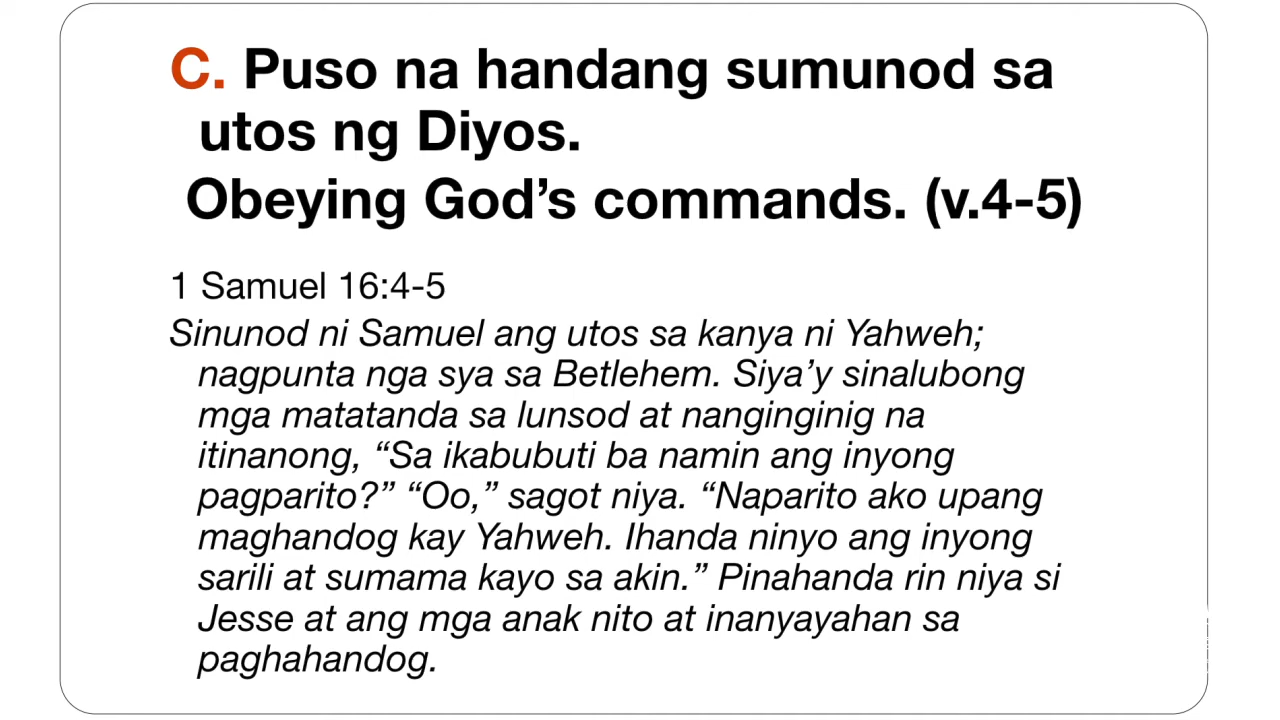 C. Puso na handang sumunod sa
utos ng Diyos.
Obeying God’s commands. (v.4-5)
1 Samuel 16:4-5
Sinunod ni Samuel ang utos sa kanya ni Yahweh;
nagpunta nga sya sa Betlehem. Siya’y sinalubong
mga matatanda sa lunsod at nanginginig na
itinanong, “Sa ikabubuti ba namin ang inyong
pagparito?” “Oo,” sagot niya. “Naparito ako upang
maghandog kay Yahweh. Ihanda ninyo ang inyong
sarili at sumama kayo sa akin.” Pinahanda rin niya si
Jesse at ang mga anak nito at inanyayahan sa
paghahandog.